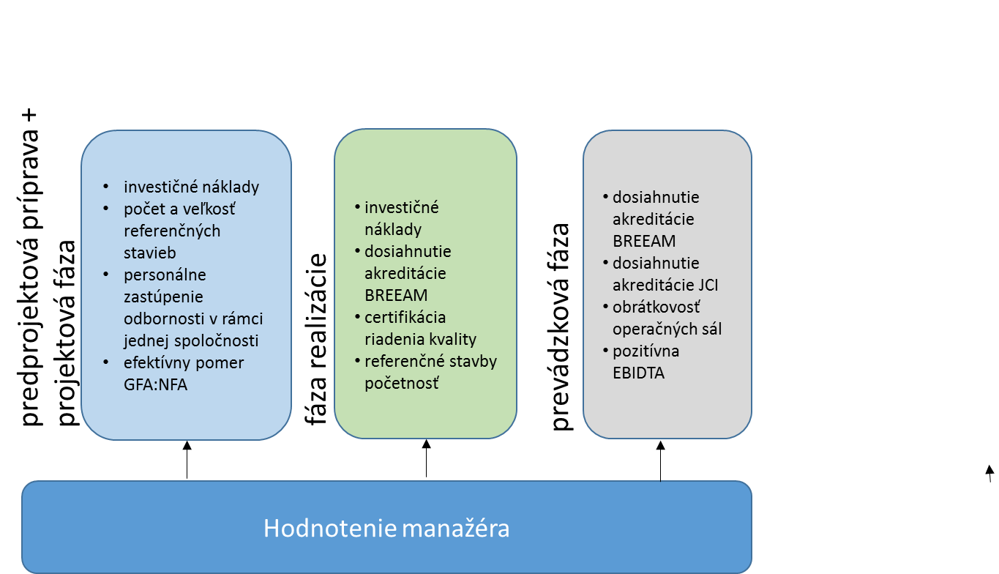 predprojektová príprava +
projektová fáza
• investičné náklady
• počet a veľkosť
referenčných
stavieb
• personálne
zastúpenie
odbornosti v rámci
jednej spoločnosti
• efektívny pomer
GFA:NFA
fáza realizácie
• investičné
náklady
• dosiahnutie
akreditácie
BREEAM
• certifikácia
riadenia kvality
• referenčné stavby
početnosť
prevádzková fáza
• dosiahnutie
akreditácie
BREEAM
• dosiahnutie
akreditácie JCI
• obrátkovosť
operačných sál
• pozitívna
EBIDTA
Hodnotenie manažéra